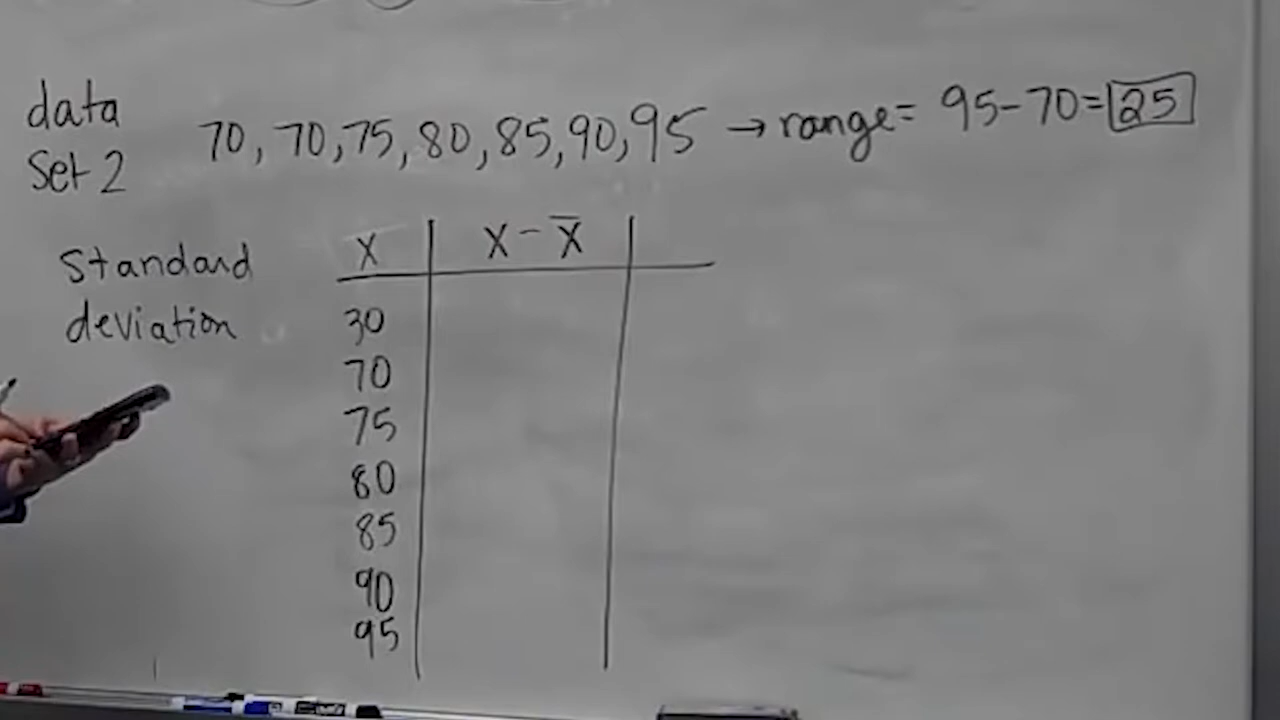 data
set 2
70, 70, 75, 80, 85, 90, 95 → range = 95-70= 25
standard
deviation
X
X - X̅
30
70
75
80
85
90
95